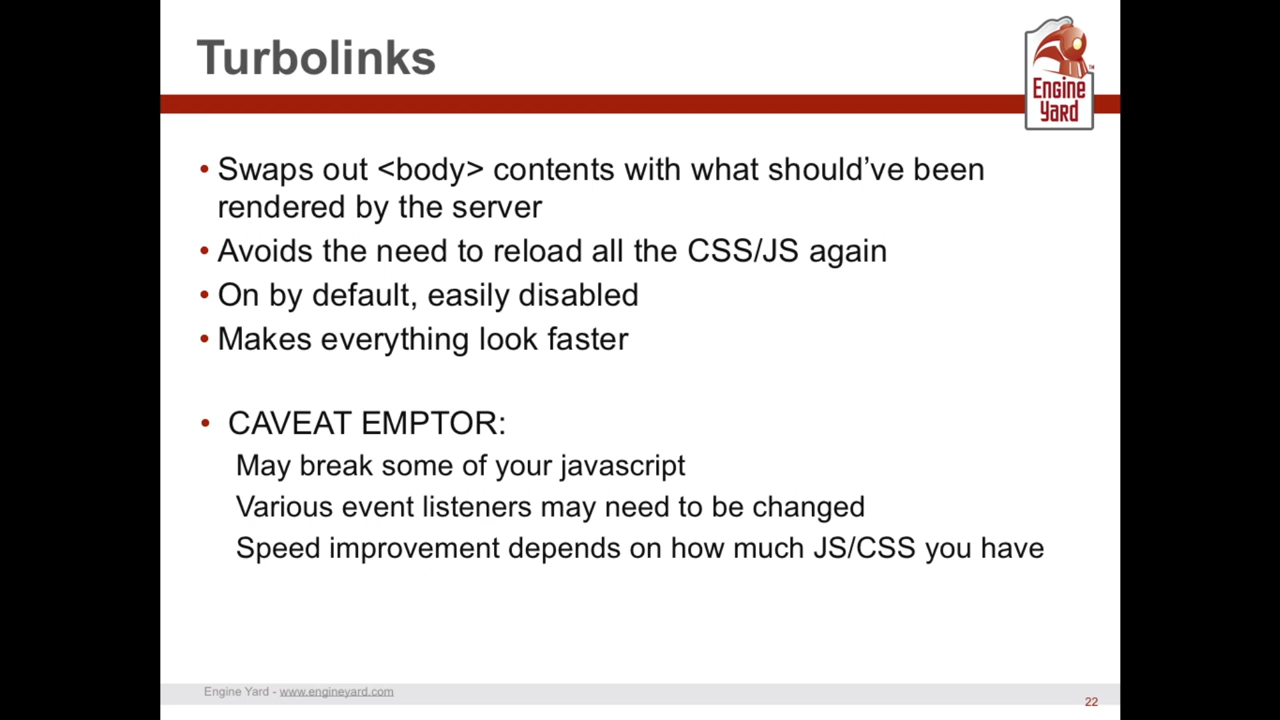 Turbolinks
Engine
Yard
™
• Swaps out <body> contents with what should’ve been
rendered by the server
• Avoids the need to reload all the CSS/JS again
• On by default, easily disabled
• Makes everything look faster
• CAVEAT EMPTOR:
May break some of your javascript
Various event listeners may need to be changed
Speed improvement depends on how much JS/CSS you have
Engine Yard - www.engineyard.com
22